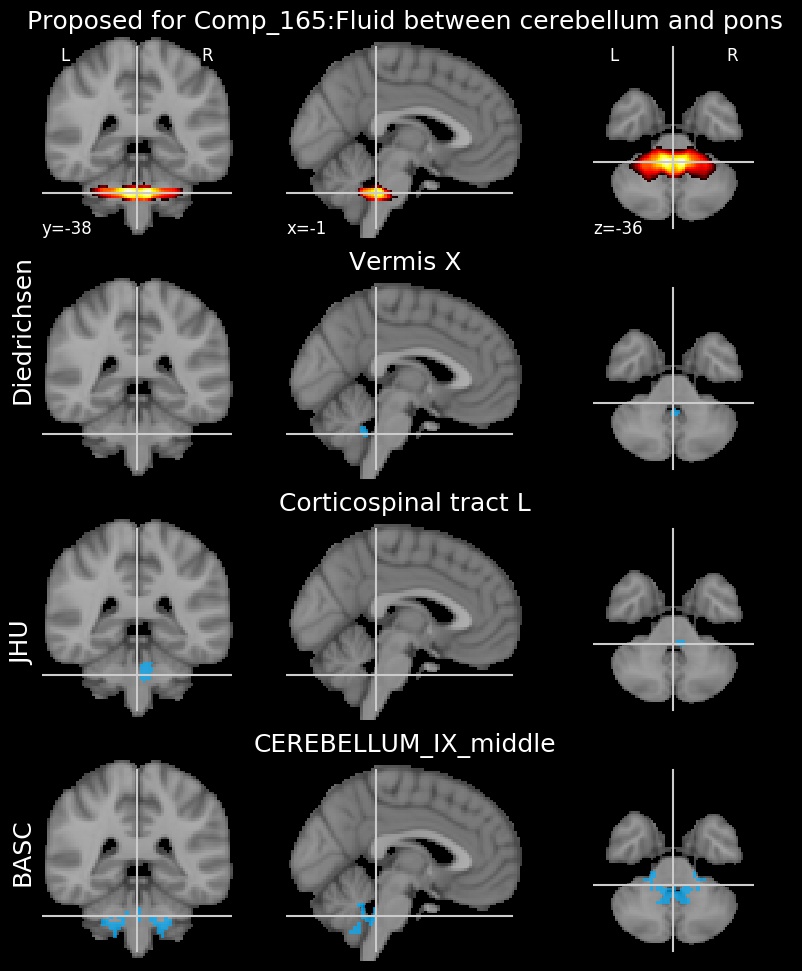 Proposed for Comp_165:Fluid between cerebellum and pons
L R L R
y=-38 x=-1 z=-36
Vermis X
Diedrichsen
Corticospinal tract L
JHU
CEREBELLUM_IX_middle
BASC